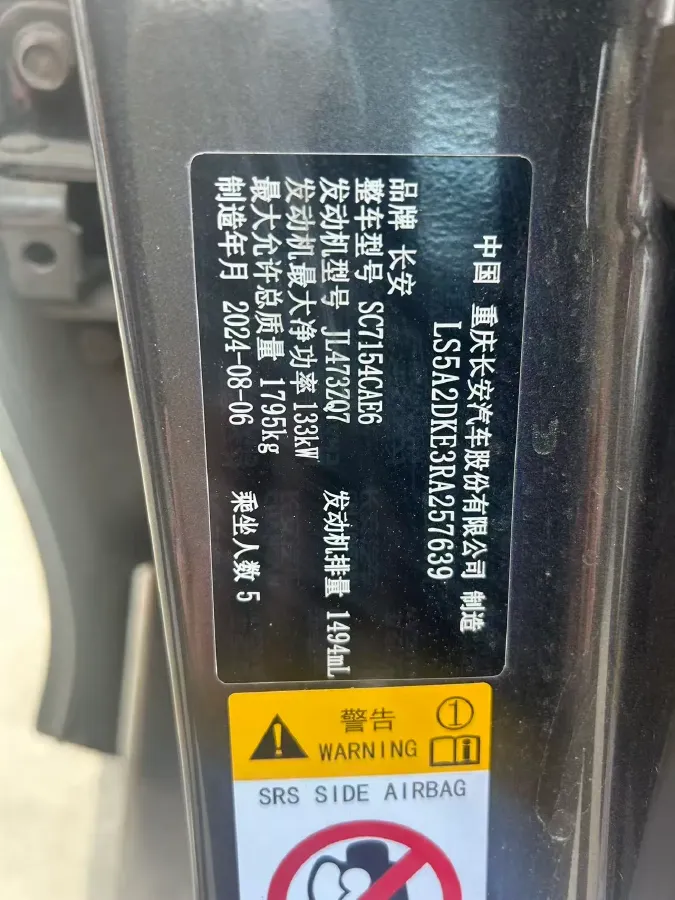 中国 重庆长安汽车股份有限公司 制造
LS5A2DKE3RA257639
品牌 长安
整车型号 SC7154CAE6
发动机型号 JL473ZQ7 发动机排量 1494mL
发动机最大净功率 133kW
最大允许总质量 1795kg
制造年月 2024-08-06 乘坐人数 5
警告
WARNING
1
SRS SIDE AIRBAG